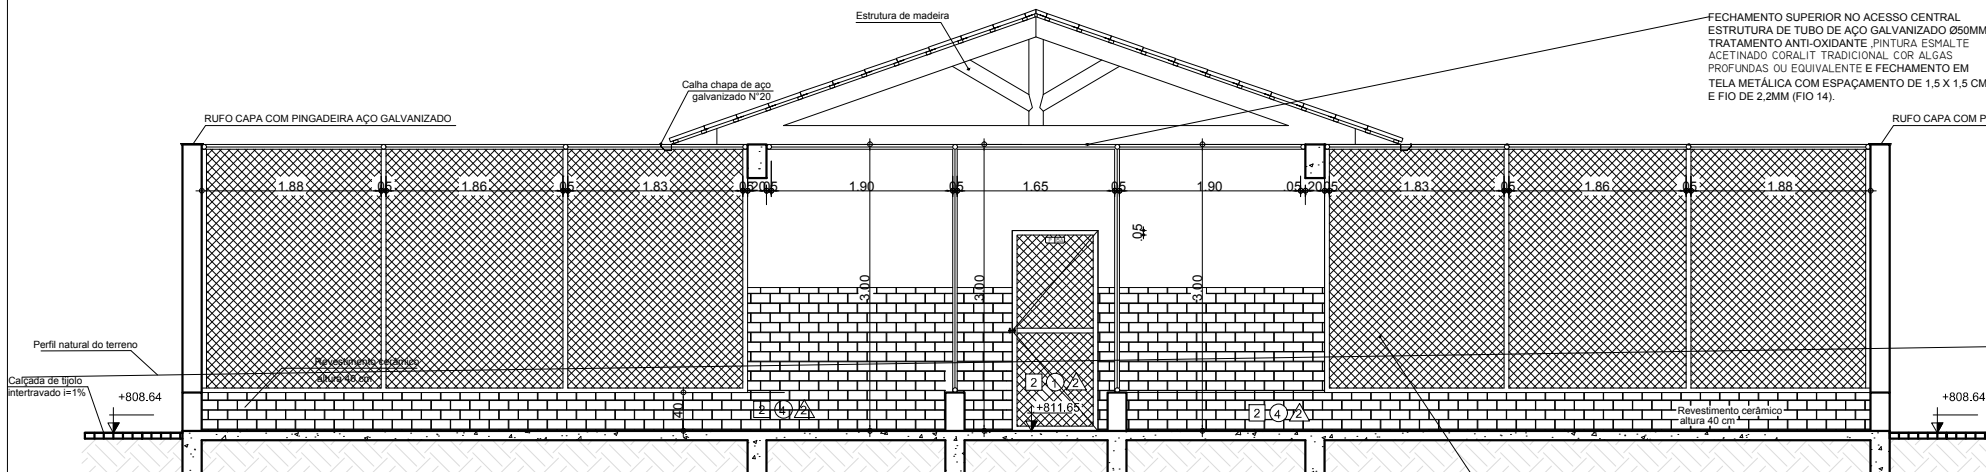 Estrutura de madeira
FECHAMENTO SUPERIOR NO ACESSO CENTRAL
ESTRUTURA DE TUBO DE AÇO GALVANIZADO Ø50MM
TRATAMENTO ANTI-OXIDANTE ,PINTURA ESMALTE
ACETINADO CORALIT TRADICIONAL COR ALGAS
PROFUNDAS OU EQUIVALENTE E FECHAMENTO EM
TELA METÁLICA COM ESPAÇAMENTO DE 1,5 X 1,5 CM
E FIO DE 2,2MM (FIO 14).
Calha chapa de aço
galvanizado N°20
RUFO CAPA COM PINGADEIRA AÇO GALVANIZADO
RUFO CAPA COM P
1.88 .05 1.86 .05 1.83 .05 .20 .05 1.90 .05 1.65 .05 1.90 .05 .20 .05 1.83 .05 1.86 .05 1.88
.05
3.00 3.00 3.00
Perfil natural do terreno
Revestimento cerâmico
altura 40 cm
Calçada de tijolo
intertravado i=1%
+808.64
.40
2 4 2
2 1 2
+811.65
2 4 2
Revestimento cerâmico
altura 40 cm
+808.64